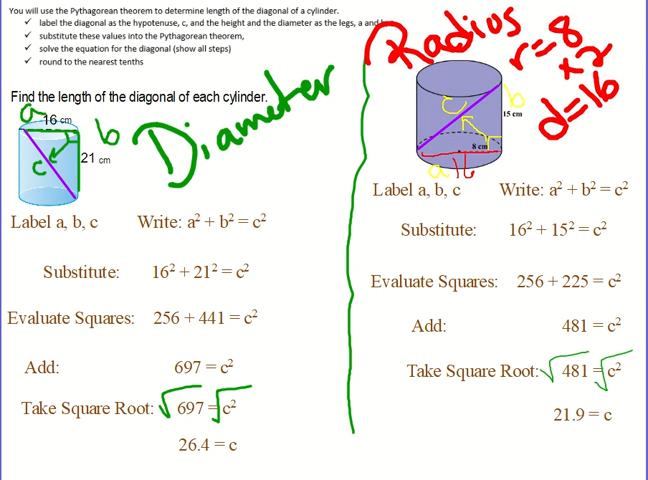 You will use the Pythagorean theorem to determine length of the diagonal of a cylinder.
✓ label the diagonal as the hypotenuse, c, and the height and the diameter as the legs, a and
✓ substitute these values into the Pythagorean theorem,
✓ solve the equation for the diagonal (show all steps)
✓ round to the nearest tenths
Find the length of the diagonal of each cylinder.
a
16 cm
b
c
21 cm
Diameter
Label a, b, c Write: a² + b² = c²
Substitute: 16² + 21² = c²
Evaluate Squares: 256 + 441 = c²
Add: 697 = c²
Take Square Root: √697 = √c²
26.4 = c
Radius
r=8
×2
d=16
c
b
15 cm
8 cm
a 16
Label a, b, c Write: a² + b² = c²
Substitute: 16² + 15² = c²
Evaluate Squares: 256 + 225 = c²
Add: 481 = c²
Take Square Root: √481 = √c²
21.9 = c